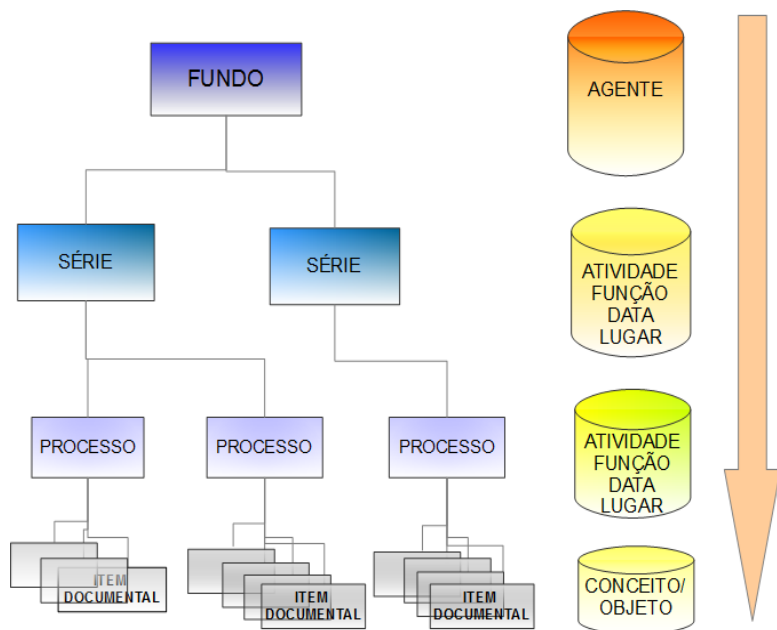 FUNDO
AGENTE
SÉRIE
SÉRIE
ATIVIDADE
FUNÇÃO
DATA
LUGAR
PROCESSO
PROCESSO
PROCESSO
ATIVIDADE
FUNÇÃO
DATA
LUGAR
ITEM
DOCUMENTAL
ITEM
DOCUMENTAL
ITEM
DOCUMENTAL
CONCEITO/
OBJETO